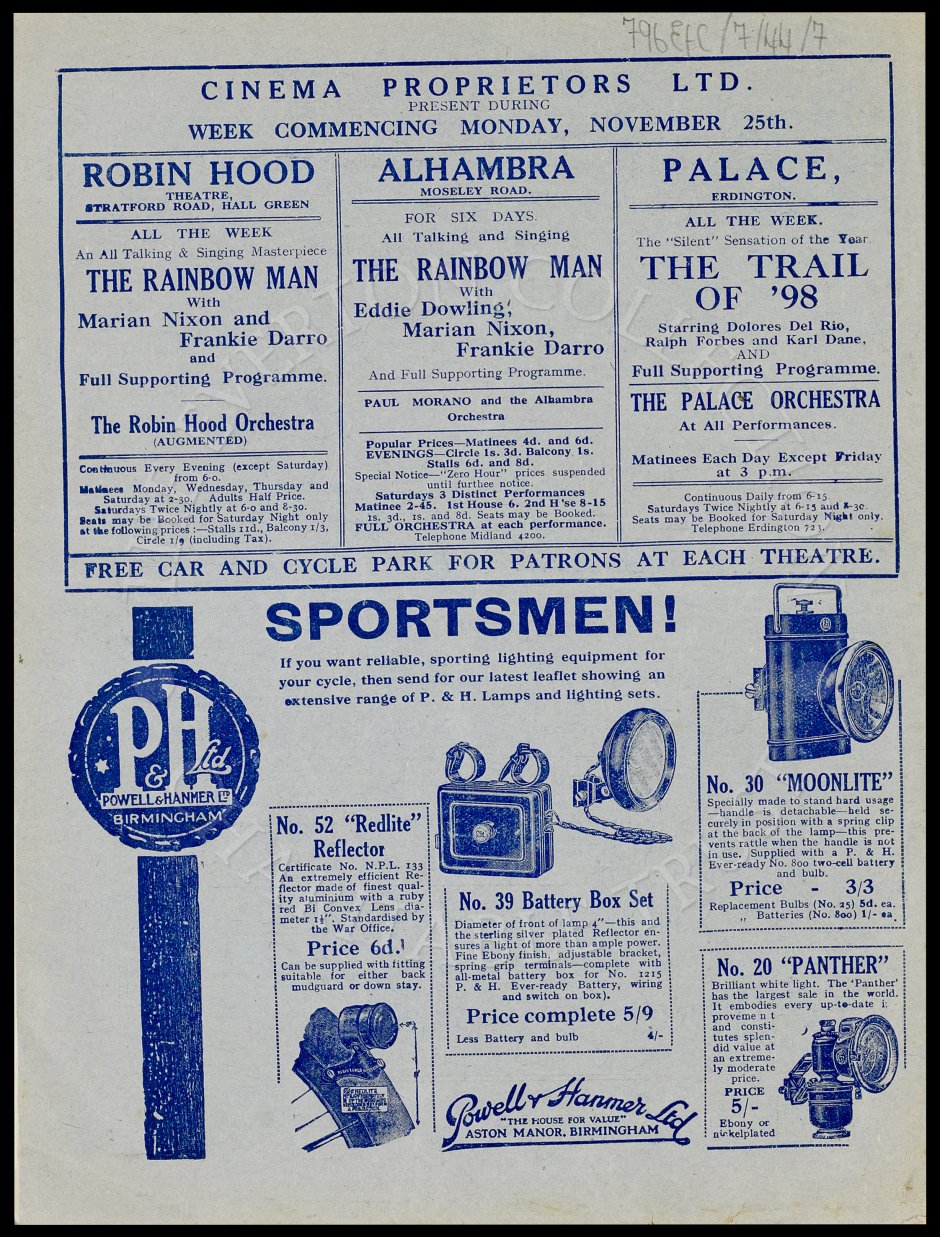 796EFC/7/44/7
CINEMA PROPRIETORS LTD.
PRESENT DURING
WEEK COMMENCING MONDAY, NOVEMBER 25th.
ROBIN HOOD
THEATRE,
STRATFORD ROAD, HALL GREEN
ALL THE WEEK
An All Talking & Singing Masterpiece
THE RAINBOW MAN
With
Marian Nixon and
Frankie Darro
and
Full Supporting Programme.
The Robin Hood Orchestra
(AUGMENTED)
Continuous Every Evening (except Saturday)
from 6-0.
Matinees Monday, Wednesday, Thursday and
Saturday at 2-30. Adults Half Price.
Saturdays Twice Nightly at 6-0 and 8-30.
Seats may be Booked for Saturday Night only
at the following prices:—Stalls 11d., Balcony 1/3,
Circle 1/9 (including Tax).
ALHAMBRA
MOSELEY ROAD.
FOR SIX DAYS.
All Talking and Singing
THE RAINBOW MAN
With
Eddie Dowling,
Marian Nixon,
Frankie Darro
And Full Supporting Programme.
PAUL MORANO and the Alhambra
Orchestra
Popular Prices—Matinees 4d. and 6d.
EVENINGS—Circle 1s. 3d. Balcony 1s.
Stalls 6d. and 8d.
Special Notice—"Zero Hour" prices suspended
until furthee notice.
Saturdays 3 Distinct Performances
Matinee 2-45. 1st House 6. 2nd H'se 8-15
1s. 3d., 1s. and 8d. Seats may be Booked.
FULL ORCHESTRA at each performance.
Telephone Midland 4200.
PALACE,
ERDINGTON.
ALL THE WEEK.
The "Silent" Sensation of the Year.
THE TRAIL
OF '98
Starring Dolores Del Rio,
Ralph Forbes and Karl Dane,
AND
Full Supporting Programme.
THE PALACE ORCHESTRA
At All Performances.
Matinees Each Day Except Friday
at 3 p.m.
Continuous Daily from 6-15
Saturdays Twice Nightly at 6-15 and 8-30.
Seats may be Booked for Saturday Night only.
Telephone Erdington 723.
FREE CAR AND CYCLE PARK FOR PATRONS AT EACH THEATRE.
SPORTSMEN!
If you want reliable, sporting lighting equipment for
your cycle, then send for our latest leaflet showing an
extensive range of P. & H. Lamps and lighting sets.
P & H Ltd
POWELL & HANMER LTD
BIRMINGHAM
No. 52 "Redlite"
Reflector
Certificate No. N.P.L. 133
An extremely efficient Re-
flector made of finest qual-
ity aluminium with a ruby
red Bi Convex Lens dia-
meter 1½". Standardised by
the War Office.
Price 6d.
Can be supplied with fitting
suitable for either back
mudguard or down stay.
No. 39 Battery Box Set
Diameter of front of lamp 4"—this and
the sterling silver plated Reflector en-
sures a light of more than ample power.
Fine Ebony finish, adjustable bracket,
spring grip terminals—complete with
all-metal battery box for No. 1215
P. & H. Ever-ready Battery, wiring
and switch on box).
Price complete 5/9
Less Battery and bulb 4/-
No. 30 "MOONLITE"
Specially made to stand hard usage
—handle is detachable—held se-
curely in position with a spring clip
at the back of the lamp—this pre-
vents rattle when the handle is not
in use. Supplied with a P. & H.
Ever-ready No. 800 two-cell battery
and bulb.
Price - 3/3
Replacement Bulbs (No. 25) 5d. ea.
" Batteries (No. 800) 1/- ea
No. 20 "PANTHER"
Brilliant white light. The 'Panther'
has the largest sale in the world.
It embodies every up-to-date i
proveme n t
and consti-
tutes splen-
did value at
an extreme-
ly moderate
price.
PRICE
5/-
Ebony or
nickelplated
Powell & Hanmer Ltd
"THE HOUSE FOR VALUE"
ASTON MANOR, BIRMINGHAM